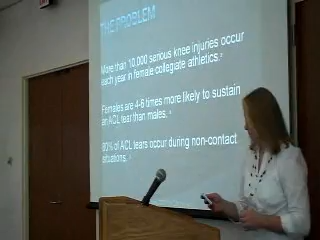 THE PROBLEM
More than 10,000 serious knee injuries occur
each year in female collegiate athletics.
Females are 4-6 times more likely to sustain
an ACL tear than males.
80% of ACL tears occur during non-contact
situations.